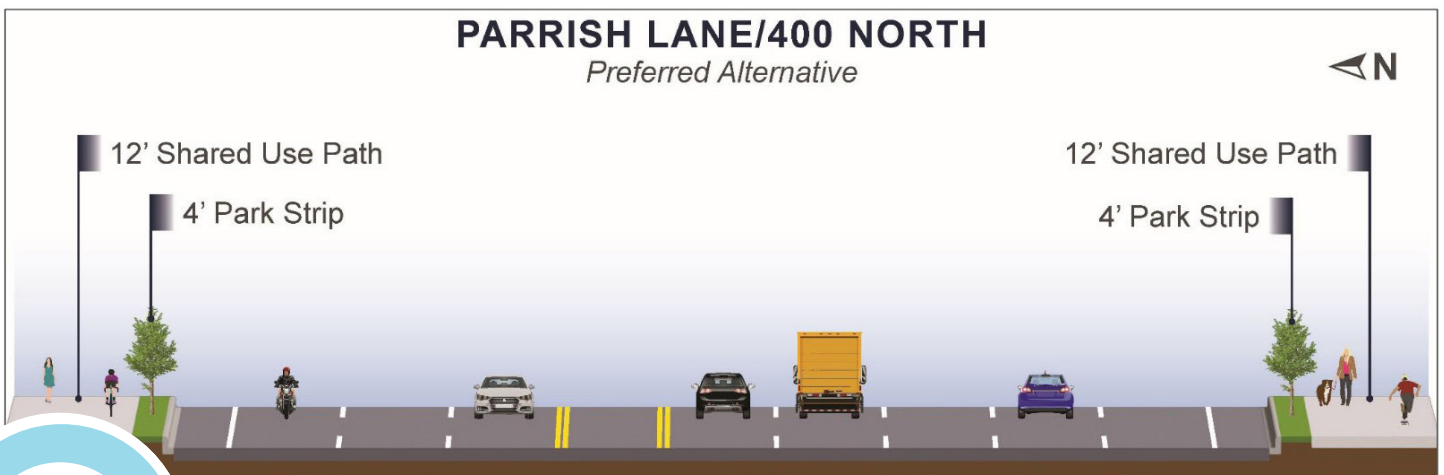 PARRISH LANE/400 NORTH
Preferred Alternative
N
12' Shared Use Path
12' Shared Use Path
4' Park Strip
4' Park Strip